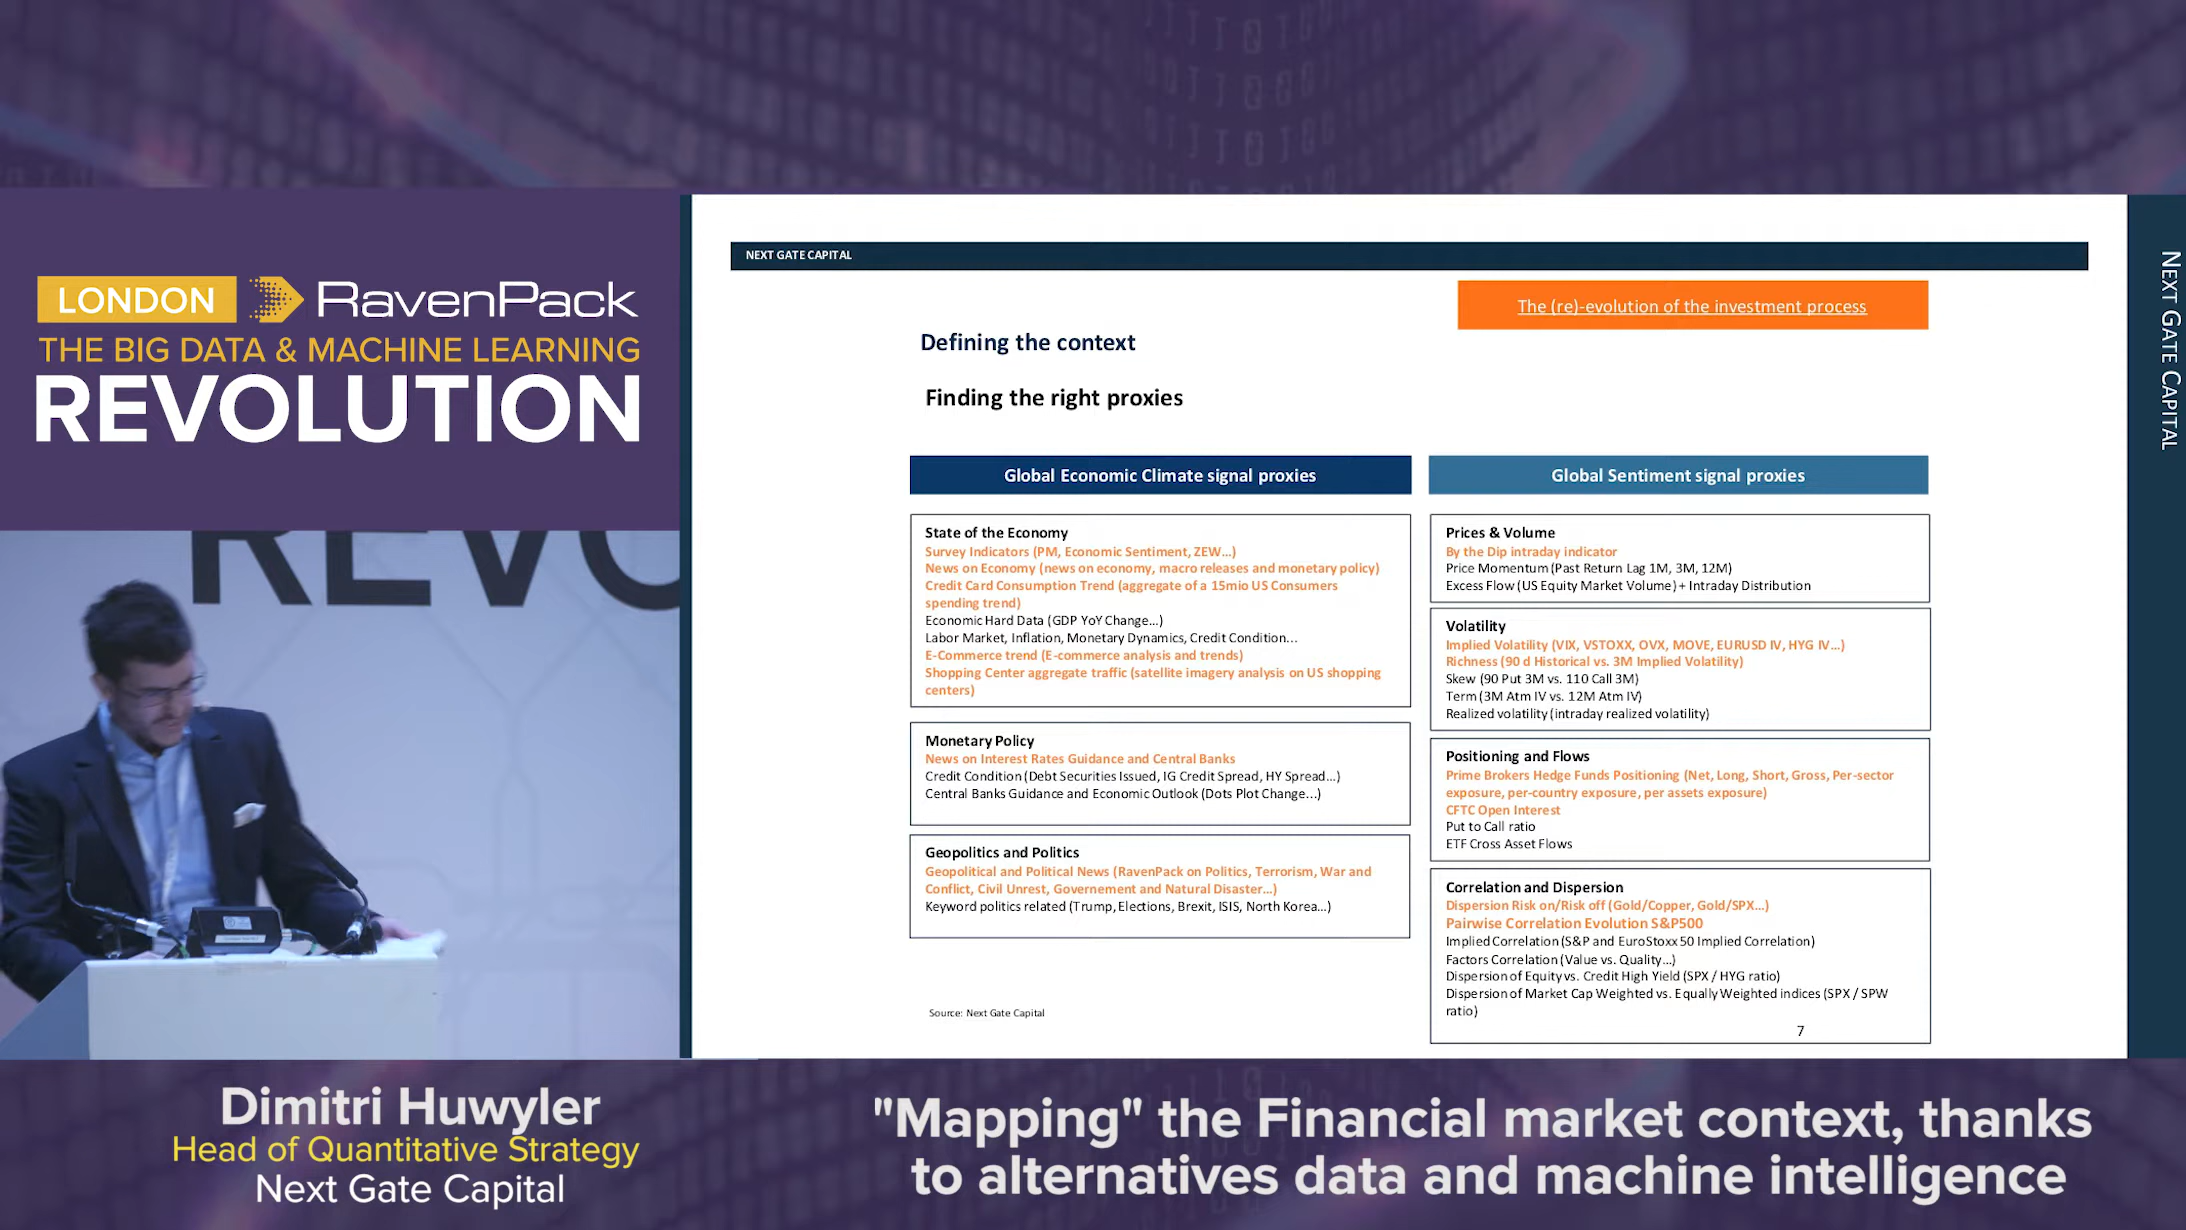 LONDON RavenPack
THE BIG DATA & MACHINE LEARNING
REVOLUTION
REVO
Dimitri Huwyler
Head of Quantitative Strategy
Next Gate Capital
NEXT GATE CAPITAL
The (re)-evolution of the investment process
Defining the context
Finding the right proxies
Global Economic Climate signal proxies
State of the Economy
Survey Indicators (PM, Economic Sentiment, ZEW...)
News on Economy (news on economy, macro releases and monetary policy)
Credit Card Consumption Trend (aggregate of a 15mio US Consumers
spending trend)
Economic Hard Data (GDP YoY Change...)
Labor Market, Inflation, Monetary Dynamics, Credit Condition...
E-Commerce trend (E-commerce analysis and trends)
Shopping Center aggregate traffic (satellite imagery analysis on US shopping
centers)
Monetary Policy
News on Interest Rates Guidance and Central Banks
Credit Condition (Debt Securities Issued, IG Credit Spread, HY Spread...)
Central Banks Guidance and Economic Outlook (Dots Plot Change...)
Geopolitics and Politics
Geopolitical and Political News (RavenPack on Politics, Terrorism, War and
Conflict, Civil Unrest, Governement and Natural Disaster...)
Keyword politics related (Trump, Elections, Brexit, ISIS, North Korea...)
Source: Next Gate Capital
Global Sentiment signal proxies
Prices & Volume
By the Dip intraday indicator
Price Momentum (Past Return Lag 1M, 3M, 12M)
Excess Flow (US Equity Market Volume) + Intraday Distribution
Volatility
Implied Volatility (VIX, VSTOXX, OVX, MOVE, EURUSD IV, HYG IV...)
Richness (90 d Historical vs. 3M Implied Volatility)
Skew (90 Put 3M vs. 110 Call 3M)
Term (3M Atm IV vs. 12M Atm IV)
Realized volatility (intraday realized volatility)
Positioning and Flows
Prime Brokers Hedge Funds Positioning (Net, Long, Short, Gross, Per-sector
exposure, per-country exposure, per assets exposure)
CFTC Open Interest
Put to Call ratio
ETF Cross Asset Flows
Correlation and Dispersion
Dispersion Risk on/Risk off (Gold/Copper, Gold/SPX...)
Pairwise Correlation Evolution S&P500
Implied Correlation (S&P and EuroStoxx 50 Implied Correlation)
Factors Correlation (Value vs. Quality...)
Dispersion of Equity vs. Credit High Yield (SPX / HYG ratio)
Dispersion of Market Cap Weighted vs. Equally Weighted indices (SPX / SPW
ratio)
7
NEXT GATE CAPITAL
"Mapping" the Financial market context, thanks
to alternatives data and machine intelligence